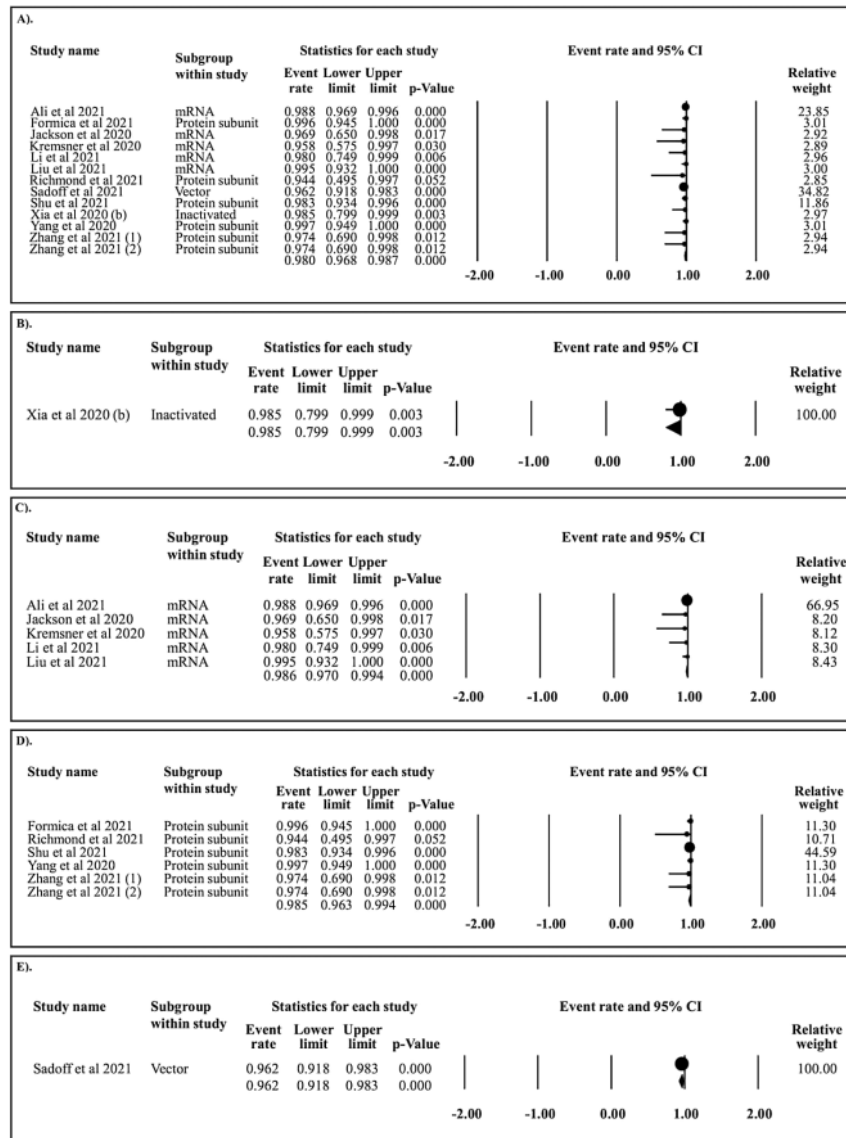 A).
Study name Subgroup within study Statistics for each study Event rate and 95% CI
Event rate Lower limit Upper limit p-Value Relative weight
Ali et al 2021 mRNA 0.988 0.969 0.996 0.000 23.85
Formica et al 2021 Protein subunit 0.996 0.945 1.000 0.000 3.01
Jackson et al 2020 mRNA 0.969 0.650 0.998 0.017 2.92
Kremsner et al 2020 mRNA 0.958 0.575 0.997 0.030 2.89
Li et al 2021 mRNA 0.980 0.749 0.999 0.006 2.96
Liu et al 2021 mRNA 0.995 0.932 1.000 0.000 3.00
Richmond et al 2021 Protein subunit 0.944 0.495 0.997 0.052 2.85
Sadoff et al 2021 Vector 0.962 0.918 0.983 0.000 34.82
Shu et al 2021 Protein subunit 0.983 0.934 0.996 0.000 11.86
Xia et al 2020 (b) Inactivated 0.985 0.799 0.999 0.003 2.97
Yang et al 2020 Protein subunit 0.997 0.949 1.000 0.000 3.01
Zhang et al 2021 (1) Protein subunit 0.974 0.690 0.998 0.012 2.94
Zhang et al 2021 (2) Protein subunit 0.974 0.690 0.998 0.012 2.94
0.980 0.968 0.987 0.000
-2.00 -1.00 0.00 1.00 2.00
B).
Study name Subgroup within study Statistics for each study Event rate and 95% CI
Event rate Lower limit Upper limit p-Value Relative weight
Xia et al 2020 (b) Inactivated 0.985 0.799 0.999 0.003 100.00
0.985 0.799 0.999 0.003
-2.00 -1.00 0.00 1.00 2.00
C).
Study name Subgroup within study Statistics for each study Event rate and 95% CI
Event rate Lower limit Upper limit p-Value Relative weight
Ali et al 2021 mRNA 0.988 0.969 0.996 0.000 66.95
Jackson et al 2020 mRNA 0.969 0.650 0.998 0.017 8.20
Kremsner et al 2020 mRNA 0.958 0.575 0.997 0.030 8.12
Li et al 2021 mRNA 0.980 0.749 0.999 0.006 8.30
Liu et al 2021 mRNA 0.995 0.932 1.000 0.000 8.43
0.986 0.970 0.994 0.000
-2.00 -1.00 0.00 1.00 2.00
D).
Study name Subgroup within study Statistics for each study Event rate and 95% CI
Event rate Lower limit Upper limit p-Value Relative weight
Formica et al 2021 Protein subunit 0.996 0.945 1.000 0.000 11.30
Richmond et al 2021 Protein subunit 0.944 0.495 0.997 0.052 10.71
Shu et al 2021 Protein subunit 0.983 0.934 0.996 0.000 44.59
Yang et al 2020 Protein subunit 0.997 0.949 1.000 0.000 11.30
Zhang et al 2021 (1) Protein subunit 0.974 0.690 0.998 0.012 11.04
Zhang et al 2021 (2) Protein subunit 0.974 0.690 0.998 0.012 11.04
0.985 0.963 0.994 0.000
-2.00 -1.00 0.00 1.00 2.00
E).
Study name Subgroup within study Statistics for each study Event rate and 95% CI
Event rate Lower limit Upper limit p-Value Relative weight
Sadoff et al 2021 Vector 0.962 0.918 0.983 0.000 100.00
0.962 0.918 0.983 0.000
-2.00 -1.00 0.00 1.00 2.00